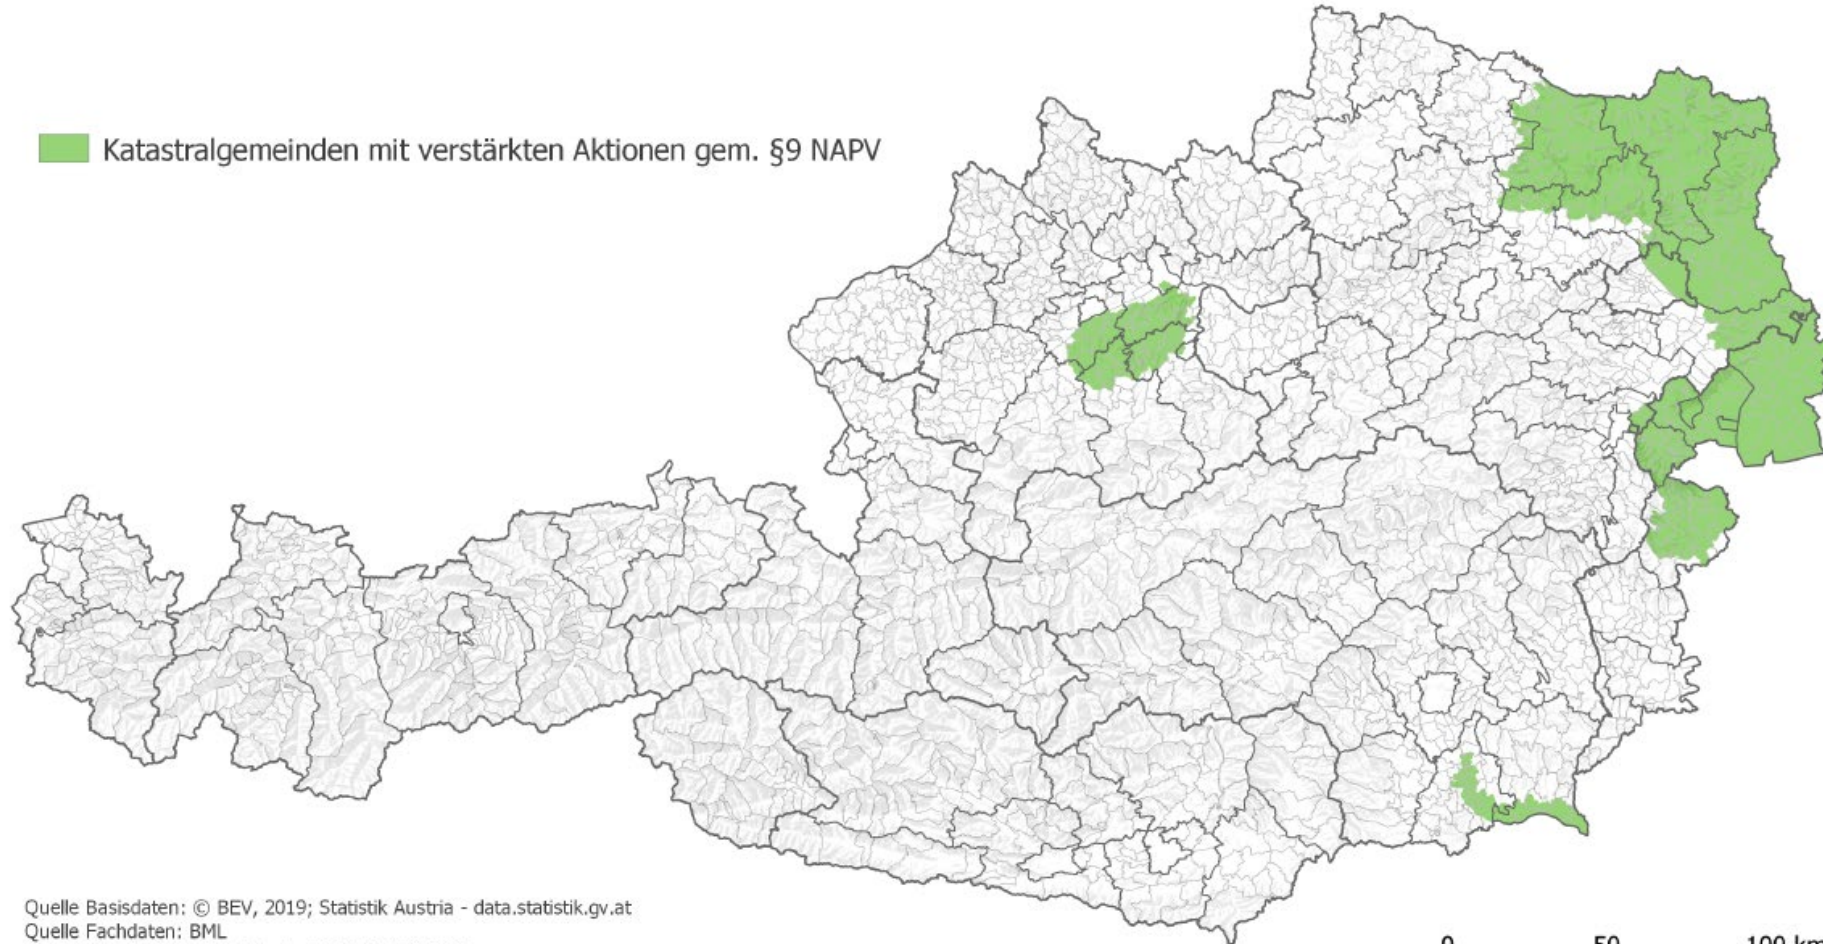 Katastralgemeinden mit verstärkten Aktionen gem. §9 NAPV
Quelle Basisdaten: © BEV, 2019; Statistik Austria - data.statistik.gv.at
Quelle Fachdaten: BML
0 50 100 km